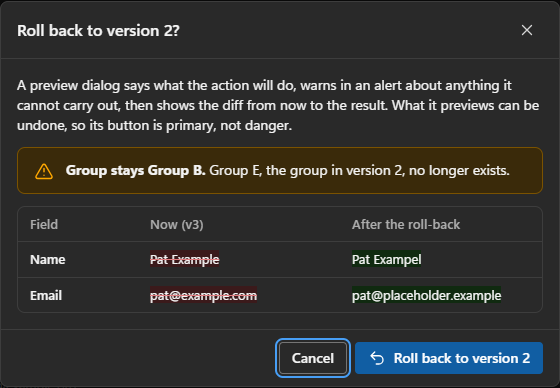 Roll back to version 2?
A preview dialog says what the action will do, warns in an alert about anything it
cannot carry out, then shows the diff from now to the result. What it previews can be
undone, so its button is primary, not danger.
Group stays Group B. Group E, the group in version 2, no longer exists.
Field Now (v3) After the roll-back
Name Pat Example Pat Exampel
Email pat@example.com pat@placeholder.example
Cancel Roll back to version 2